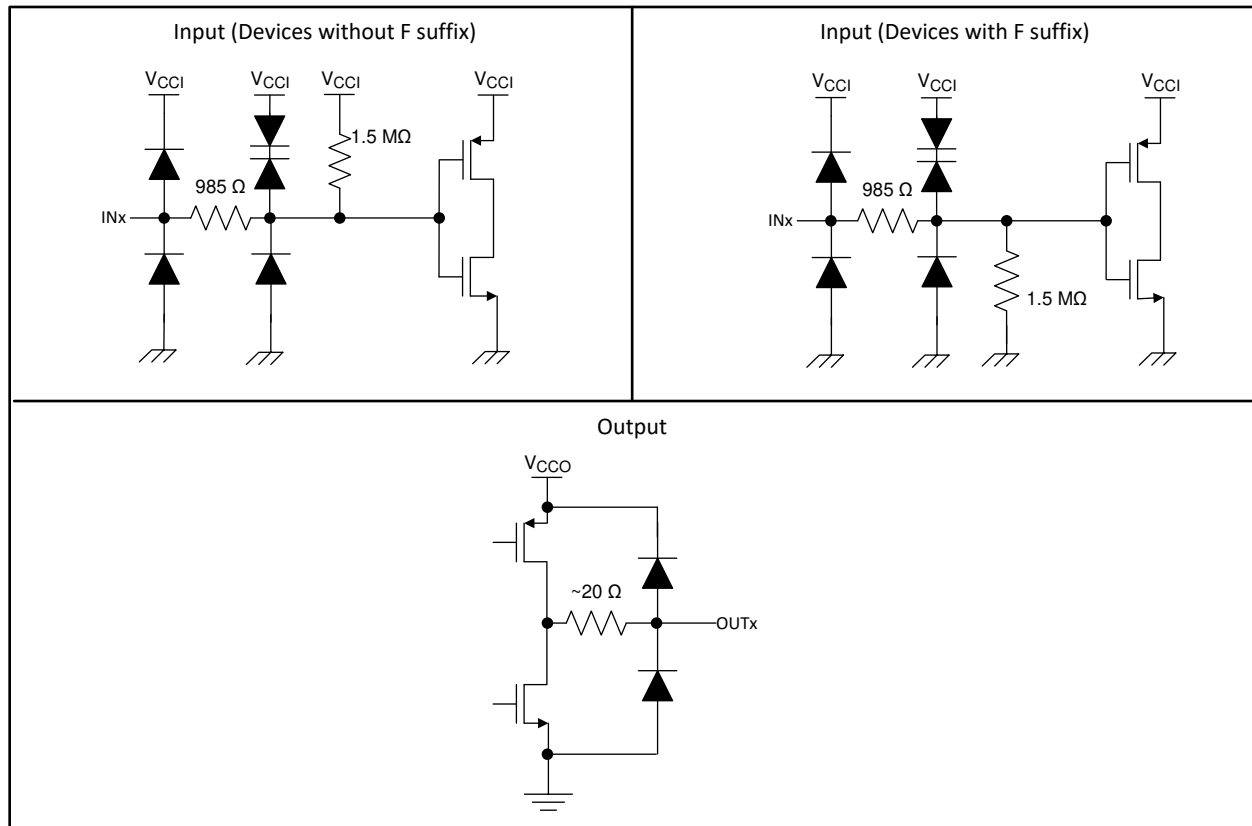 Input (Devices without F suffix)
VCCI VCCI VCCI VCCI
1.5 MΩ
985 Ω
INx
Input (Devices with F suffix)
VCCI VCCI VCCI
985 Ω
INx
1.5 MΩ
Output
VCCO
~20 Ω
OUTx